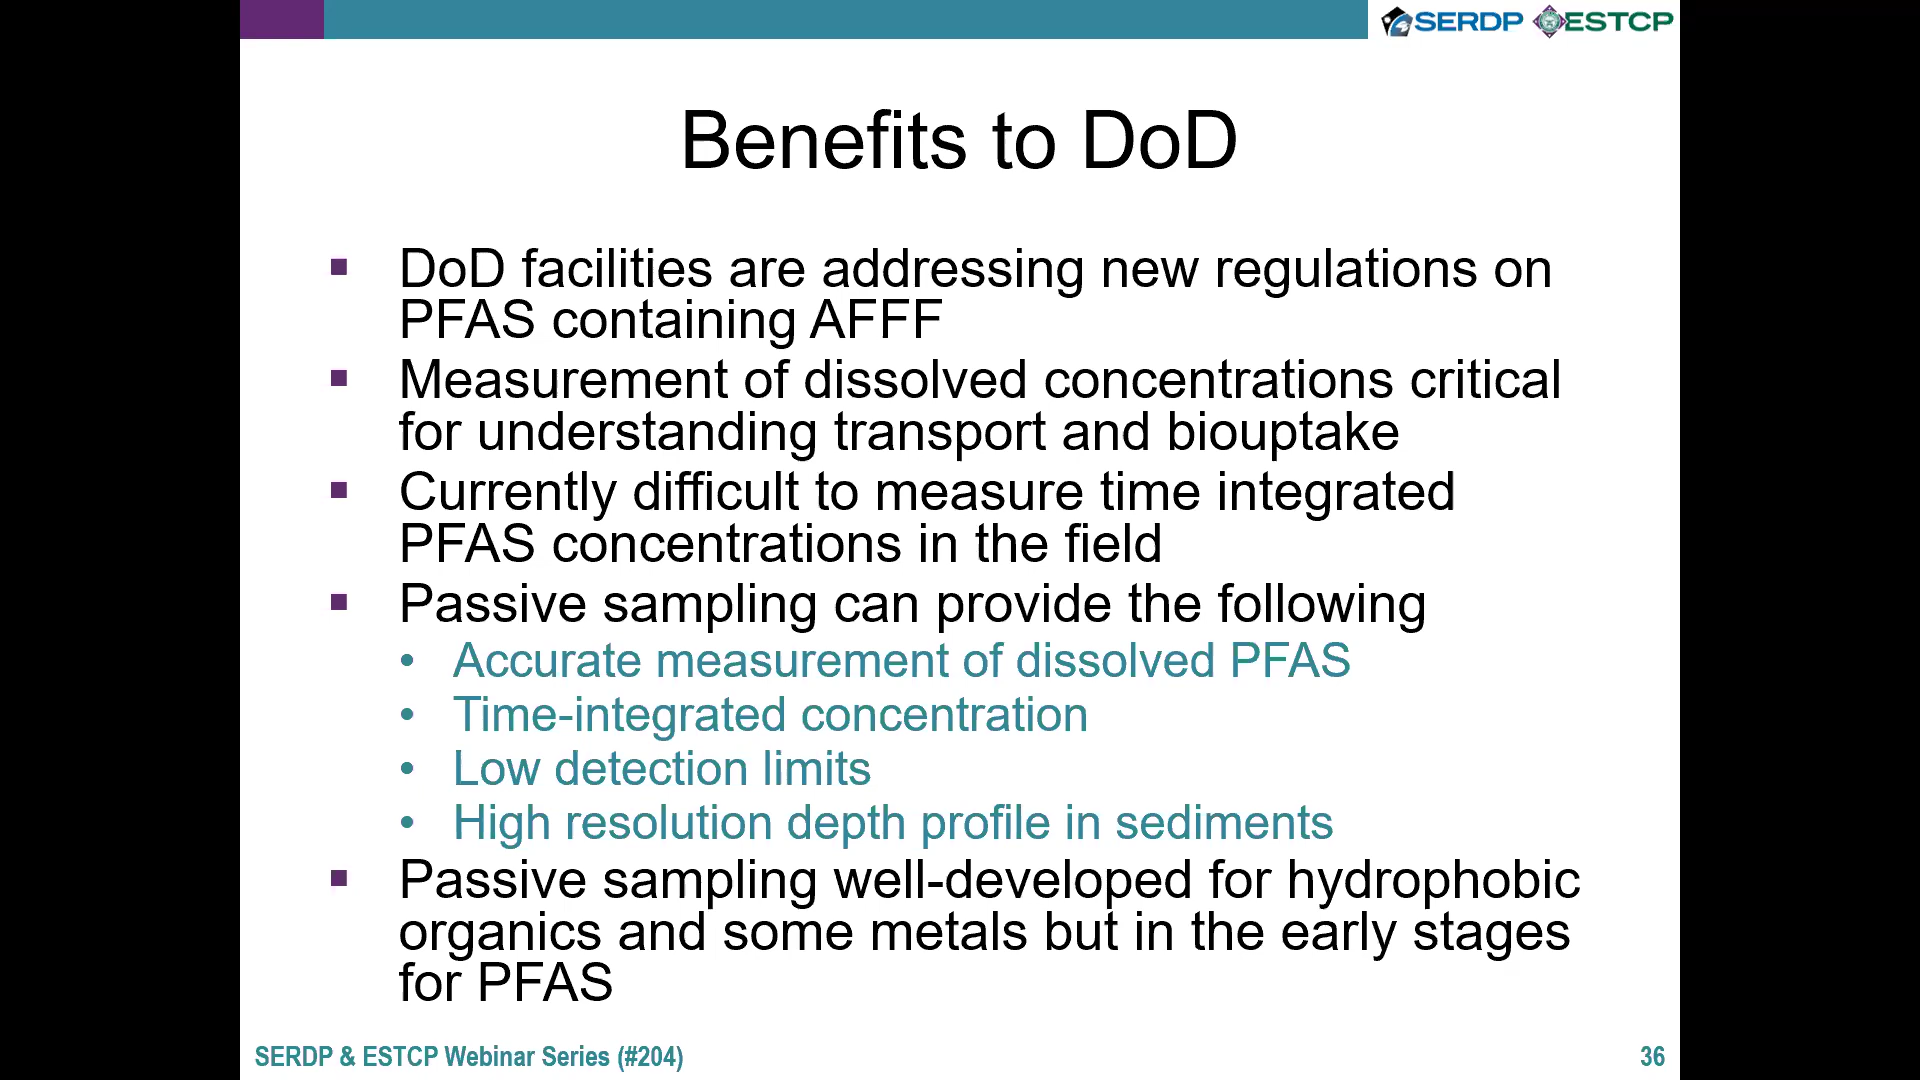 SERDP ESTCP
Benefits to DoD
▪ DoD facilities are addressing new regulations on
PFAS containing AFFF
▪ Measurement of dissolved concentrations critical
for understanding transport and biouptake
▪ Currently difficult to measure time integrated
PFAS concentrations in the field
▪ Passive sampling can provide the following
• Accurate measurement of dissolved PFAS
• Time-integrated concentration
• Low detection limits
• High resolution depth profile in sediments
▪ Passive sampling well-developed for hydrophobic
organics and some metals but in the early stages
for PFAS
SERDP & ESTCP Webinar Series (#204) 36